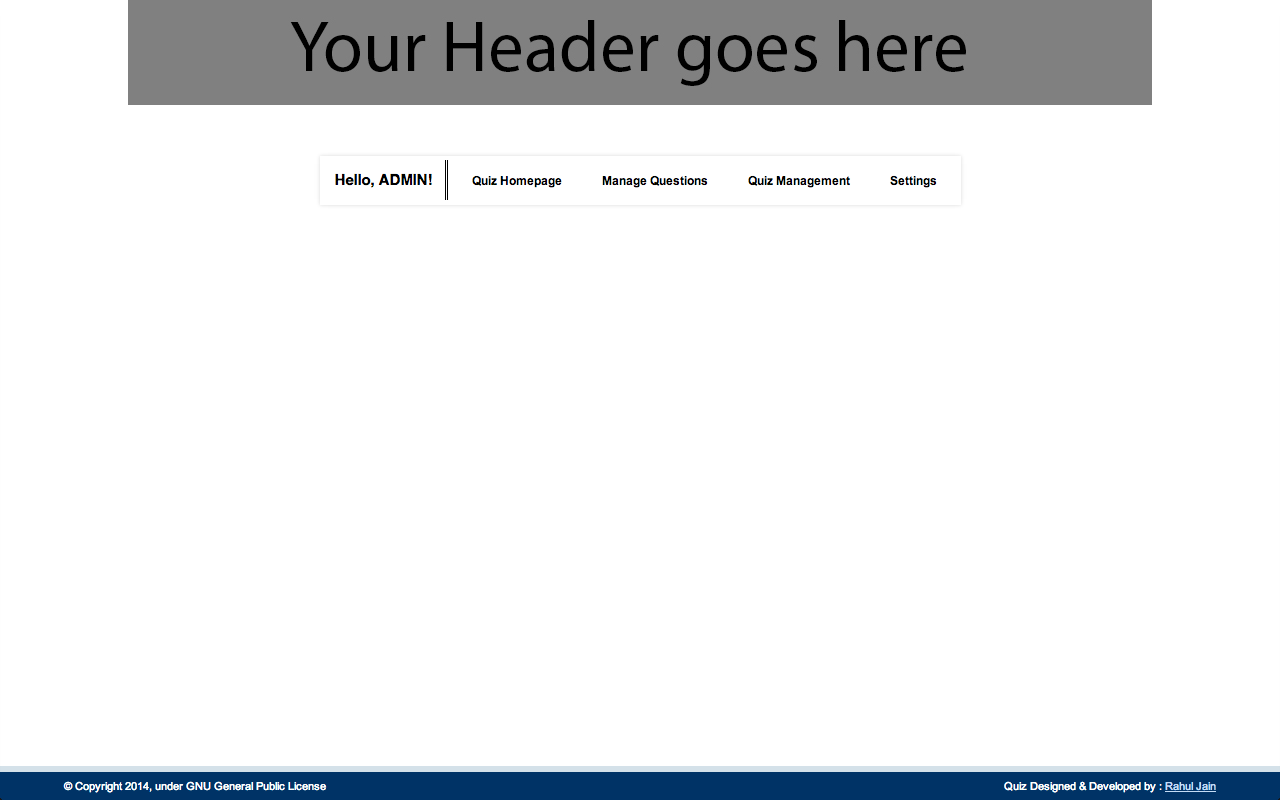 Your Header goes here
Hello, ADMIN! Quiz Homepage Manage Questions Quiz Management Settings
© Copyright 2014, under GNU General Public License Quiz Designed & Developed by : Rahul Jain